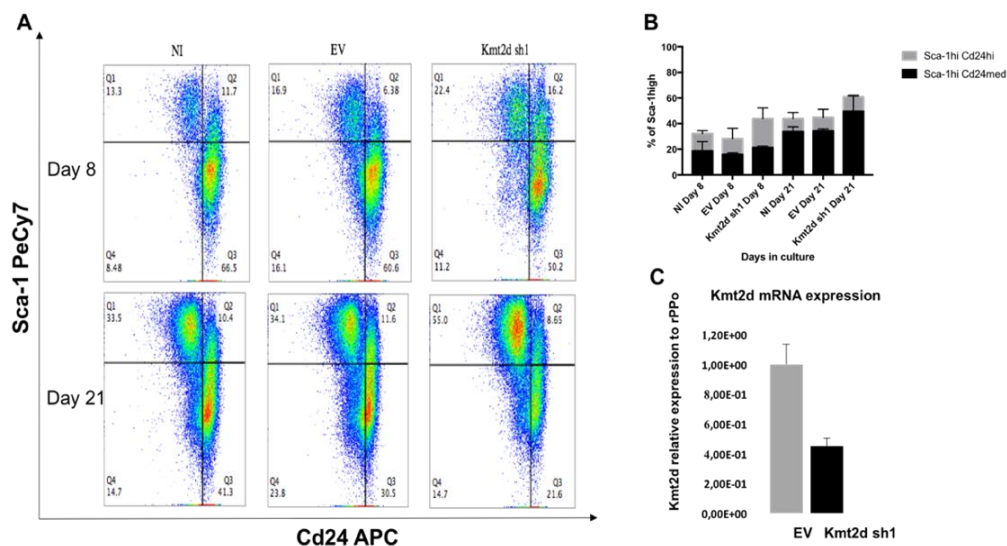 A
NI
EV
Kmt2d sh1
Sca-1 PeCy7
Day 8
Q1
13.3
Q2
11.7
Q4
8.48
Q3
66.5
Q1
16.9
Q2
6.38
Q4
16.1
Q3
60.6
Q1
22.4
Q2
16.2
Q4
11.2
Q3
50.2
Day 21
Q1
33.5
Q2
10.4
Q4
14.7
Q3
41.3
Q1
34.1
Q2
11.6
Q4
23.8
Q3
30.5
Q1
55.0
Q2
8.65
Q4
14.7
Q3
21.6
Cd24 APC
B
% of Sca-1high
100
80
60
40
20
0
Sca-1hi Cd24hi
Sca-1hi Cd24med
NI Day 8
EV Day 8
Kmt2d sh1 Day 8
NI Day 21
EV Day 21
Kmt2d sh1 Day 21
Days in culture
C
Kmt2d mRNA expression
Kmt2d relative expression to rPPo
1,20E+00
1,00E+00
8,00E-01
6,00E-01
4,00E-01
2,00E-01
0,00E+00
EV Kmt2d sh1